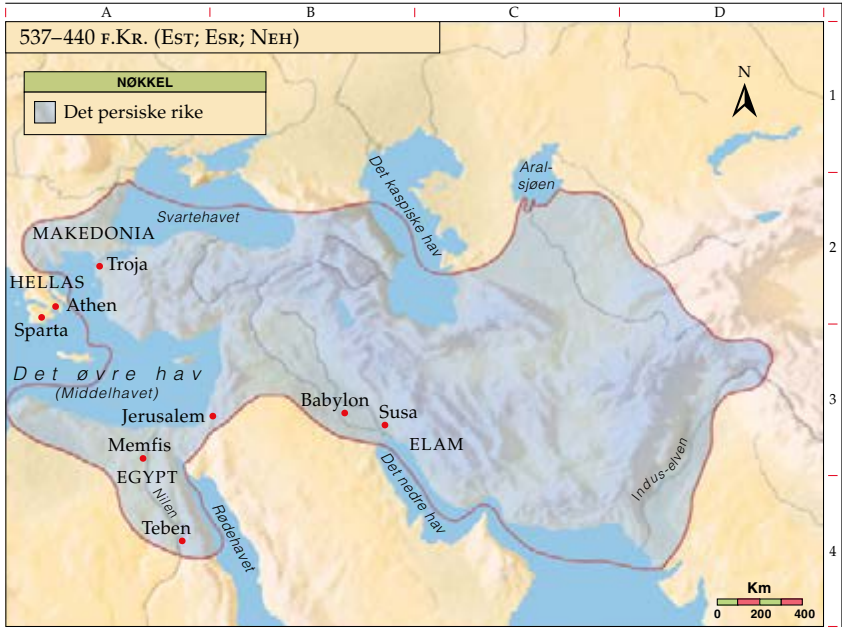 A B C D
537–440 F.KR. (EST; ESR; NEH)
NØKKEL
Det persiske rike
N
1
Aral-
sjøen
Det kaspiske hav
Svartehavet
MAKEDONIA
2
Troja
HELLAS
Athen
Sparta
Det øvre hav
(Middelhavet)
Babylon
Jerusalem
Susa
3
Memfis
ELAM
EGYPT
Det nedre hav
Indus-elven
Nilen
Rødehavet
Teben
4
Km
0 200 400